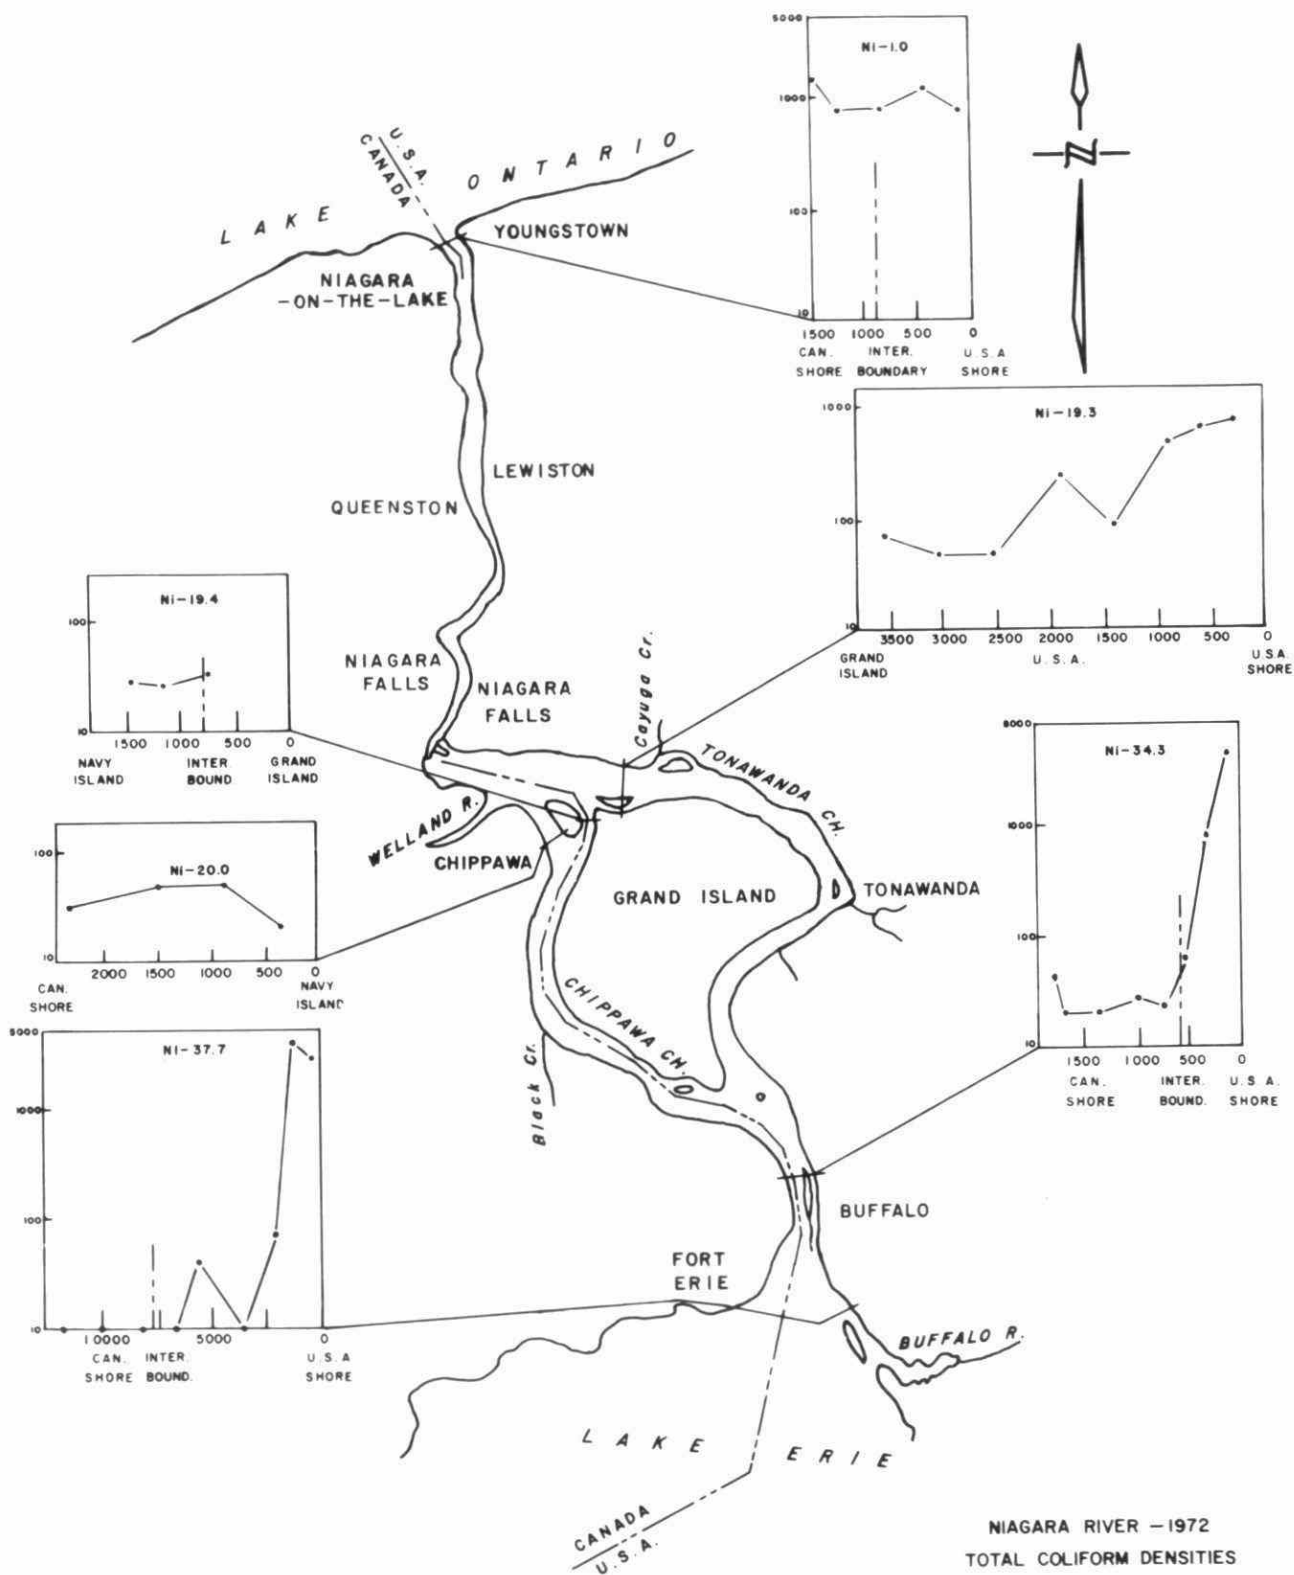 5000
Ni-1.0
1000
100
10
1500 1000 500 0
CAN. INTER. U.S.A
SHORE BOUNDARY SHORE
N
U.S.A.
CANADA
LAKE ONTARIO
YOUNGSTOWN
NIAGARA
-ON-THE-LAKE
1000
Ni-19.3
100
10
3500 3000 2500 2000 1500 1000 500 0
GRAND U.S.A. U.S.A.
ISLAND SHORE
LEWISTON
QUEENSTON
Ni-19.4
100
10
1500 1000 500 0
NAVY INTER GRAND
ISLAND BOUND ISLAND
NIAGARA
FALLS
NIAGARA
FALLS
Cayuga Cr.
TONAWANDA CH.
WELLAND R.
CHIPPAWA
GRAND ISLAND
TONAWANDA
100
Ni-20.0
10
2000 1500 1000 500 0
CAN. NAVY
SHORE ISLAND
Ni-34.3
1000
100
10
1500 1000 500 0
CAN. INTER. U.S.A.
SHORE BOUND. SHORE
CHIPPAWA CH.
Black Cr.
5000
Ni-37.7
1000
100
10
10000 5000 0
CAN. INTER. U.S.A
SHORE BOUND. SHORE
BUFFALO
FORT
ERIE
BUFFALO R.
LAKE ERIE
CANADA
U.S.A.
NIAGARA RIVER -1972
TOTAL COLIFORM DENSITIES